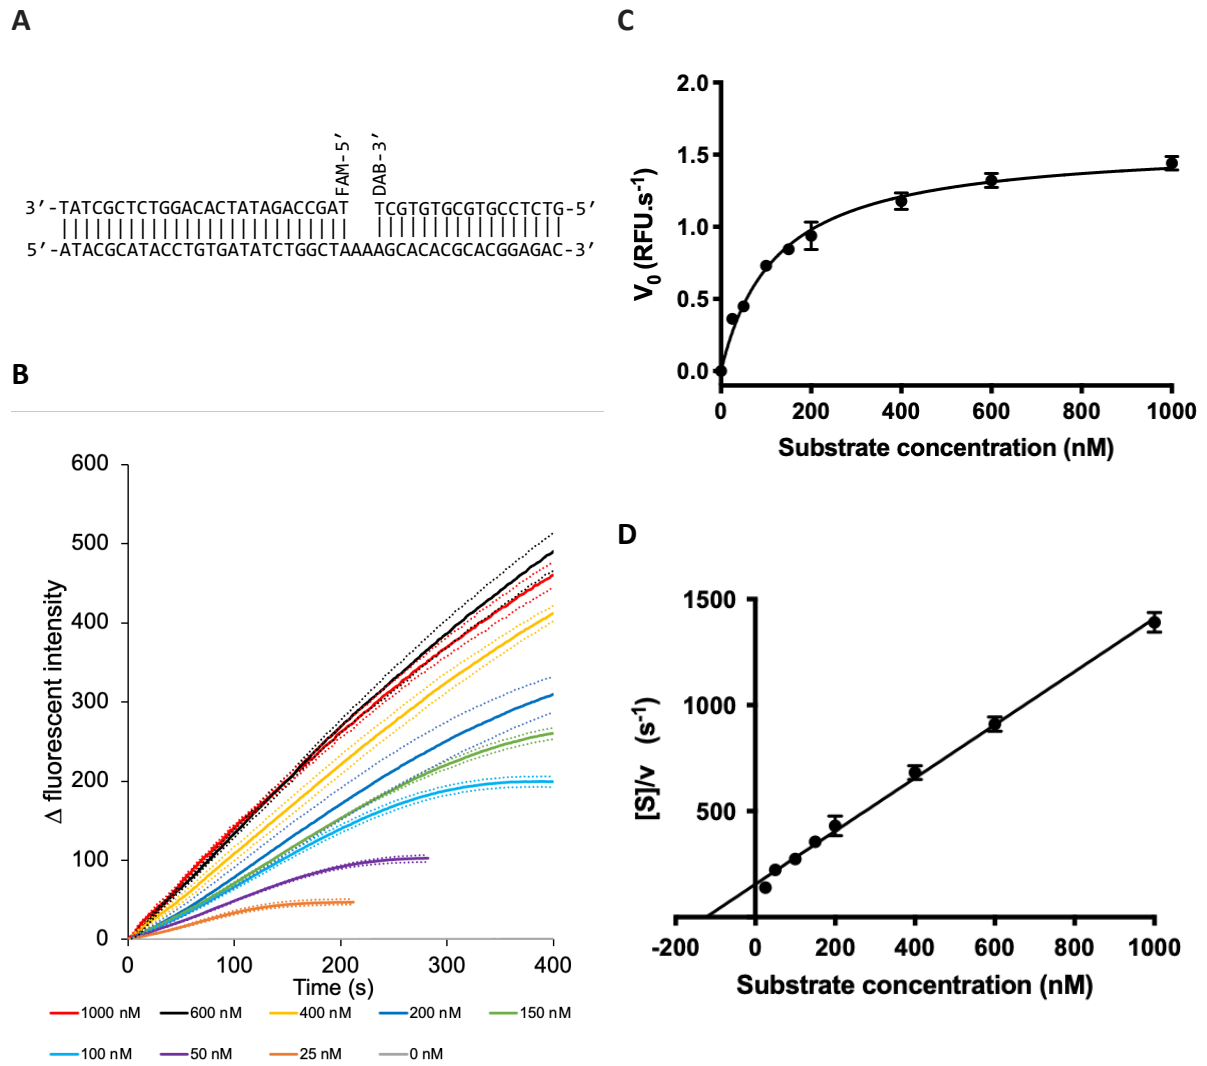 A
FAM-5’
DAB-3’
3’-TATCGCTCTGGACACTATAGACCGAT TCGTGTGCGTGCCTCTG-5’
5’-ATACGCATACCTGTGATATCTGGCTAAAAGCACACGCACGGAGAC-3’
B
600
500
400
300
200
100
0
Δ fluorescent intensity
0 100 200 300 400
Time (s)
1000 nM 600 nM 400 nM 200 nM 150 nM
100 nM 50 nM 25 nM 0 nM
C
2.0
1.5
1.0
0.5
0.0
V0 (RFU.s-1)
0 200 400 600 800 1000
Substrate concentration (nM)
D
1500
1000
500
[S]/v (s-1)
-200 0 200 400 600 800 1000
Substrate concentration (nM)